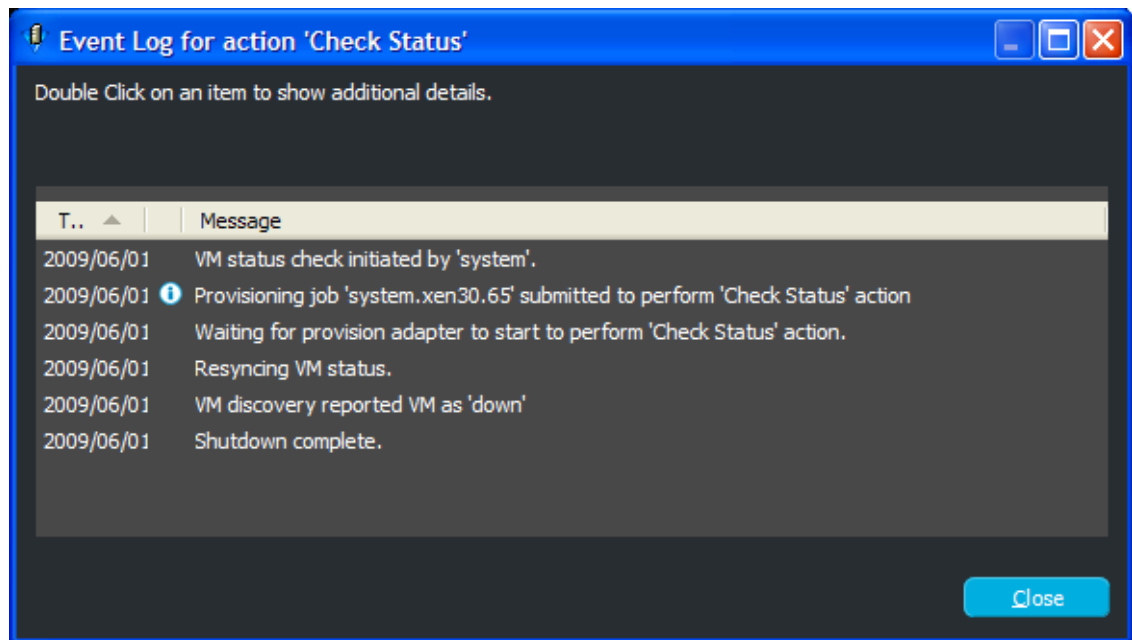 Event Log for action 'Check Status'
Double Click on an item to show additional details.
T.. Message
2009/06/01 VM status check initiated by 'system'.
2009/06/01 Provisioning job 'system.xen30.65' submitted to perform 'Check Status' action
2009/06/01 Waiting for provision adapter to start to perform 'Check Status' action.
2009/06/01 Resyncing VM status.
2009/06/01 VM discovery reported VM as 'down'
2009/06/01 Shutdown complete.
Close